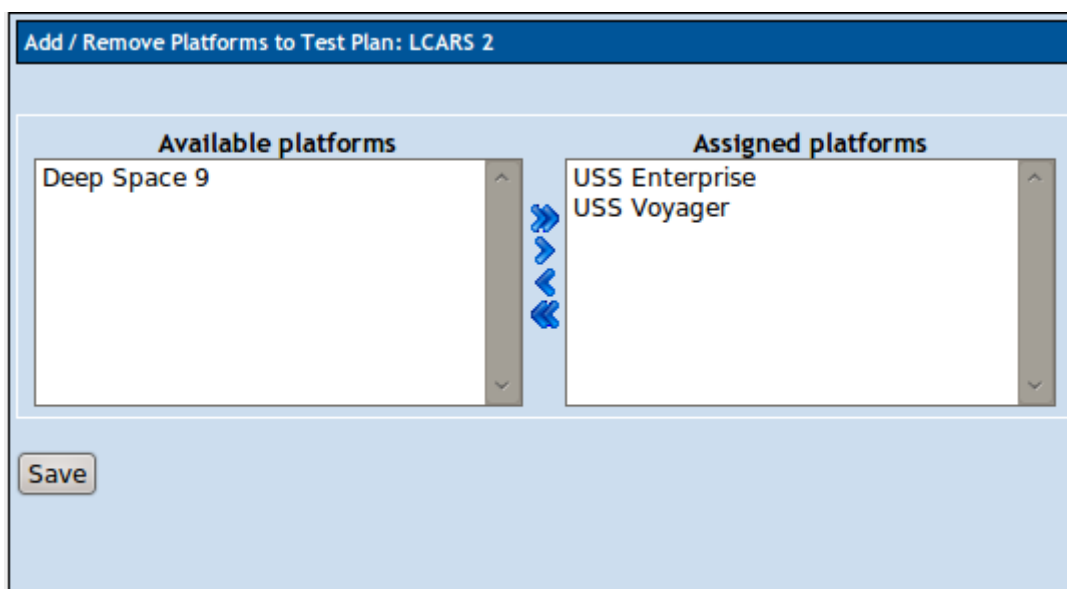 Add / Remove Platforms to Test Plan: LCARS 2
Available platforms
Deep Space 9
Assigned platforms
USS Enterprise
USS Voyager
Save